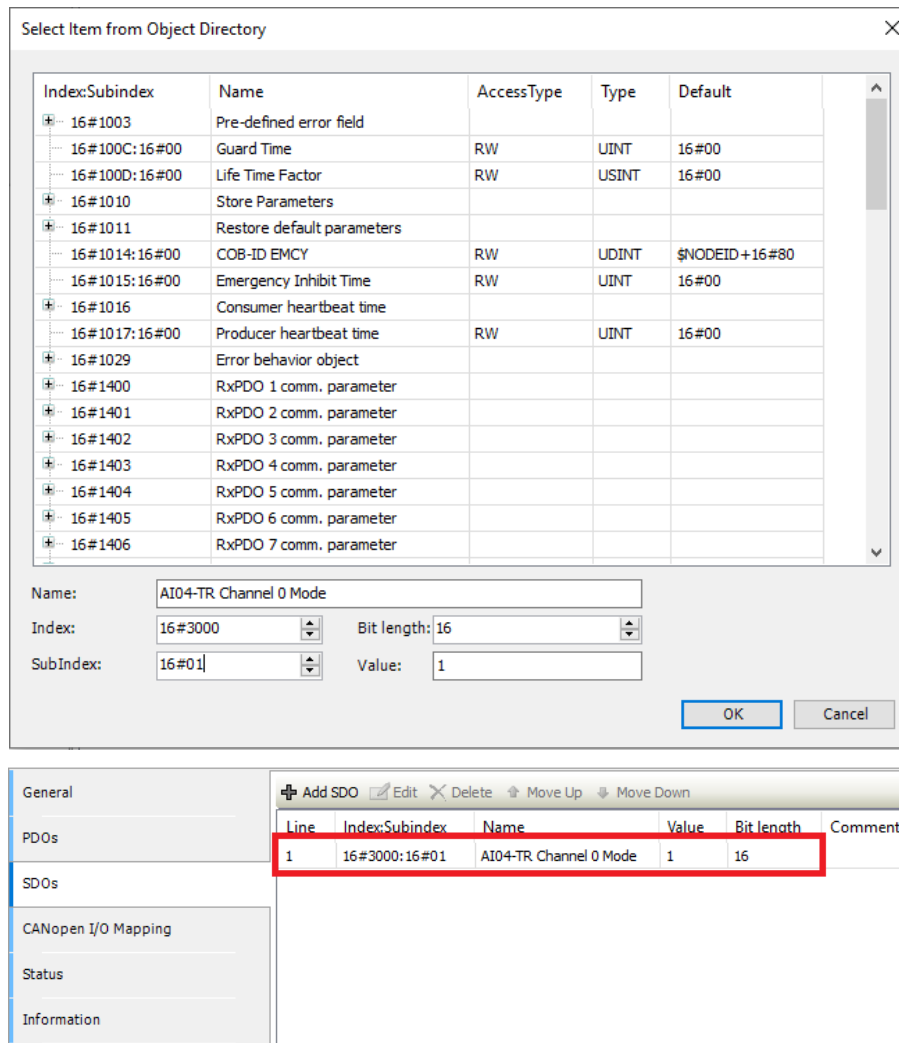 Select Item from Object Directory
Index:Subindex Name AccessType Type Default
16#1003 Pre-defined error field
16#100C:16#00 Guard Time RW UINT 16#00
16#100D:16#00 Life Time Factor RW USINT 16#00
16#1010 Store Parameters
16#1011 Restore default parameters
16#1014:16#00 COB-ID EMCY RW UDINT $NODEID+16#80
16#1015:16#00 Emergency Inhibit Time RW UINT 16#00
16#1016 Consumer heartbeat time
16#1017:16#00 Producer heartbeat time RW UINT 16#00
16#1029 Error behavior object
16#1400 RxPDO 1 comm. parameter
16#1401 RxPDO 2 comm. parameter
16#1402 RxPDO 3 comm. parameter
16#1403 RxPDO 4 comm. parameter
16#1404 RxPDO 5 comm. parameter
16#1405 RxPDO 6 comm. parameter
16#1406 RxPDO 7 comm. parameter
Name: AI04-TR Channel 0 Mode
Index: 16#3000 Bit length: 16
SubIndex: 16#01 Value: 1
OK Cancel
General
PDOs
SDOs
CANopen I/O Mapping
Status
Information
Add SDO Edit Delete Move Up Move Down
Line Index:Subindex Name Value Bit length Comment
1 16#3000:16#01 AI04-TR Channel 0 Mode 1 16